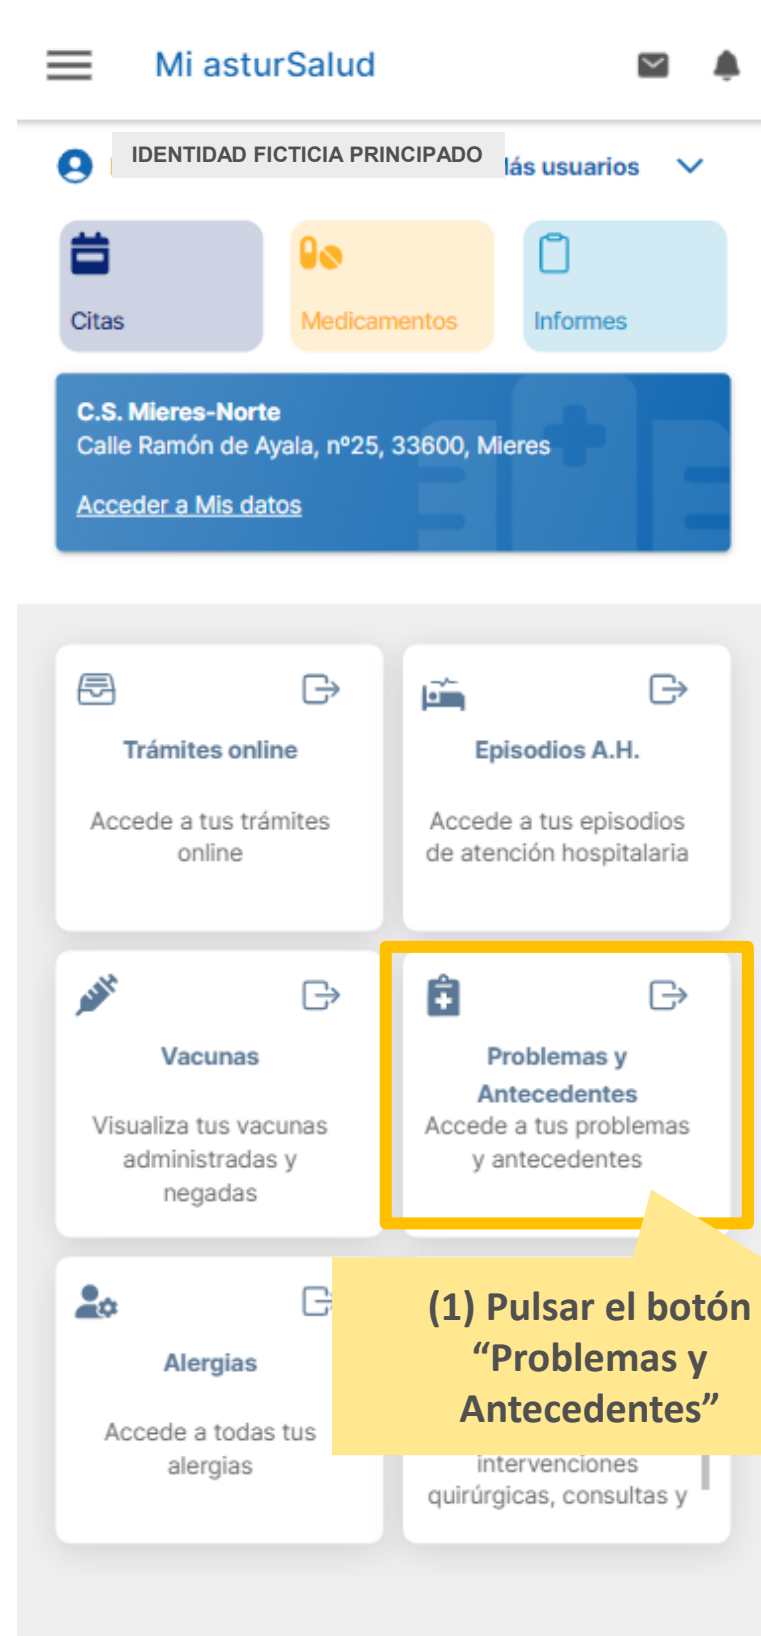 Mi asturSalud
IDENTIDAD FICTICIA PRINCIPADO
usuarios
Citas
Medicamentos
Informes
C.S. Mieres-Norte
Calle Ramón de Ayala, nº25, 33600, Mieres
Acceder a Mis datos
Trámites online
Accede a tus trámites
online
Episodios A.H.
Accede a tus episodios
de atención hospitalaria
Vacunas
Visualiza tus vacunas
administradas y
negadas
Problemas y
Antecedentes
Accede a tus problemas
y antecedentes
Alergias
Accede a todas tus
alergias
(1) Pulsar el botón
“Problemas y
Antecedentes”
intervenciones
quirúrgicas, consultas y